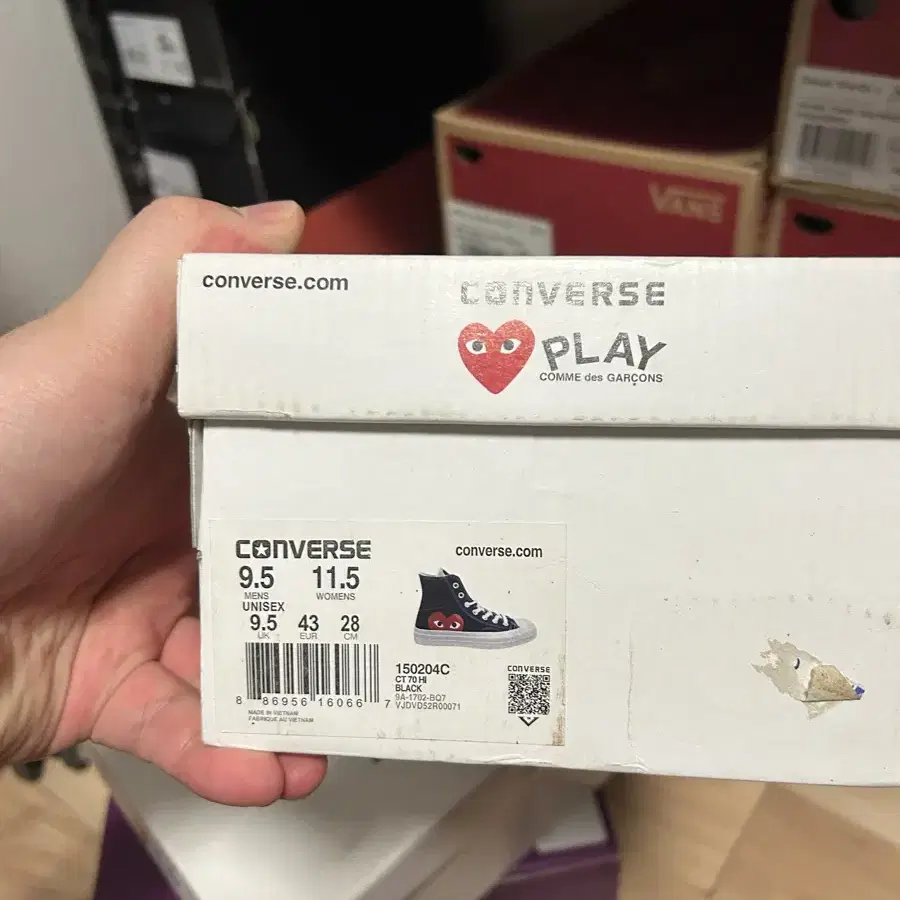 VANS
converse.com
CONVERSE
PLAY
COMME des GARÇONS
CONVERSE
converse.com
9.5 11.5
MENS WOMENS
UNISEX
9.5 43 28
UK EUR CM
150204C
CT 70 HI
BLACK
9A-1702-BQ7
VJDVD52R00071
CONVERSE
8 86956 16066 7
MADE IN VIETNAM
FABRIQUE AU VIETNAM